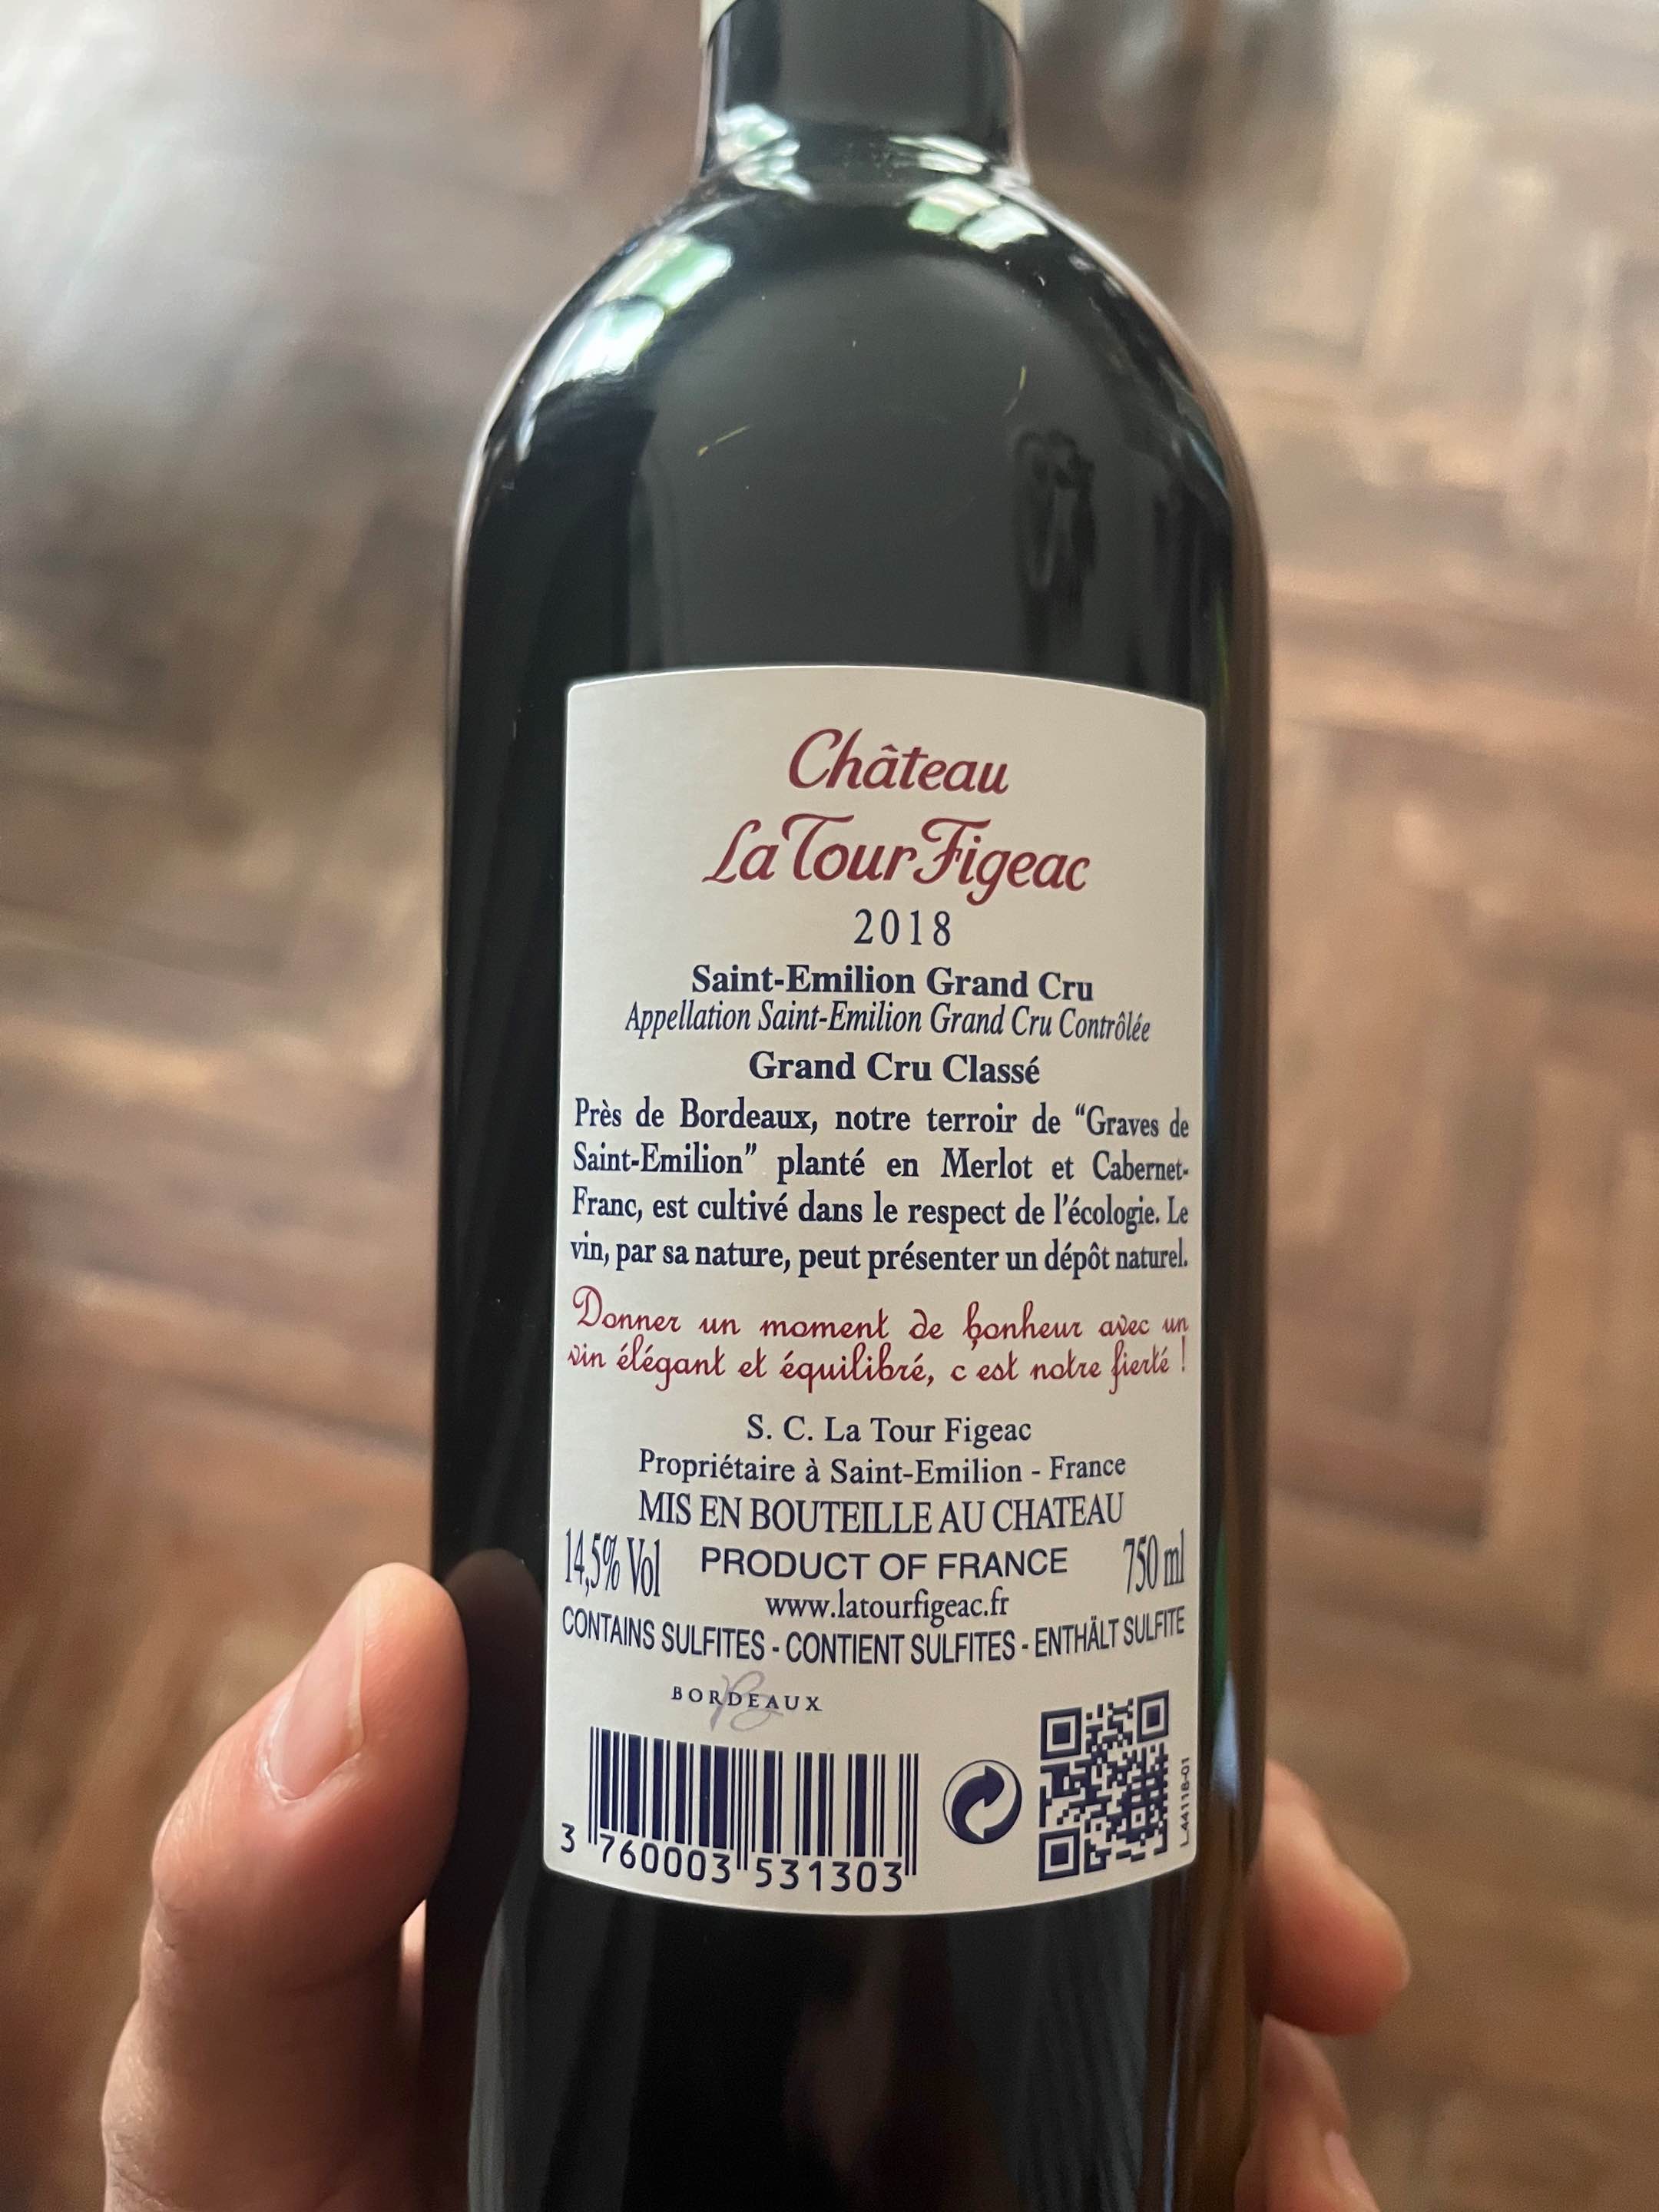 Château
La Tour Figeac
2018
Saint-Emilion Grand Cru
Appellation Saint-Emilion Grand Cru Contrôlée
Grand Cru Classé
Près de Bordeaux, notre terroir de “Graves de
Saint-Emilion” planté en Merlot et Cabernet-
Franc, est cultivé dans le respect de l'écologie. Le
vin, par sa nature, peut présenter un dépôt naturel.
Donner un moment de bonheur avec un
vin élégant et équilibré, c'est notre fierté !
S. C. La Tour Figeac
Propriétaire à Saint-Emilion - France
MIS EN BOUTEILLE AU CHATEAU
14,5% Vol PRODUCT OF FRANCE 750 ml
www.latourfigeac.fr
CONTAINS SULFITES - CONTIENT SULFITES - ENTHÄLT SULFITE
BORDEAUX
3 760003 531303
L.44118-01